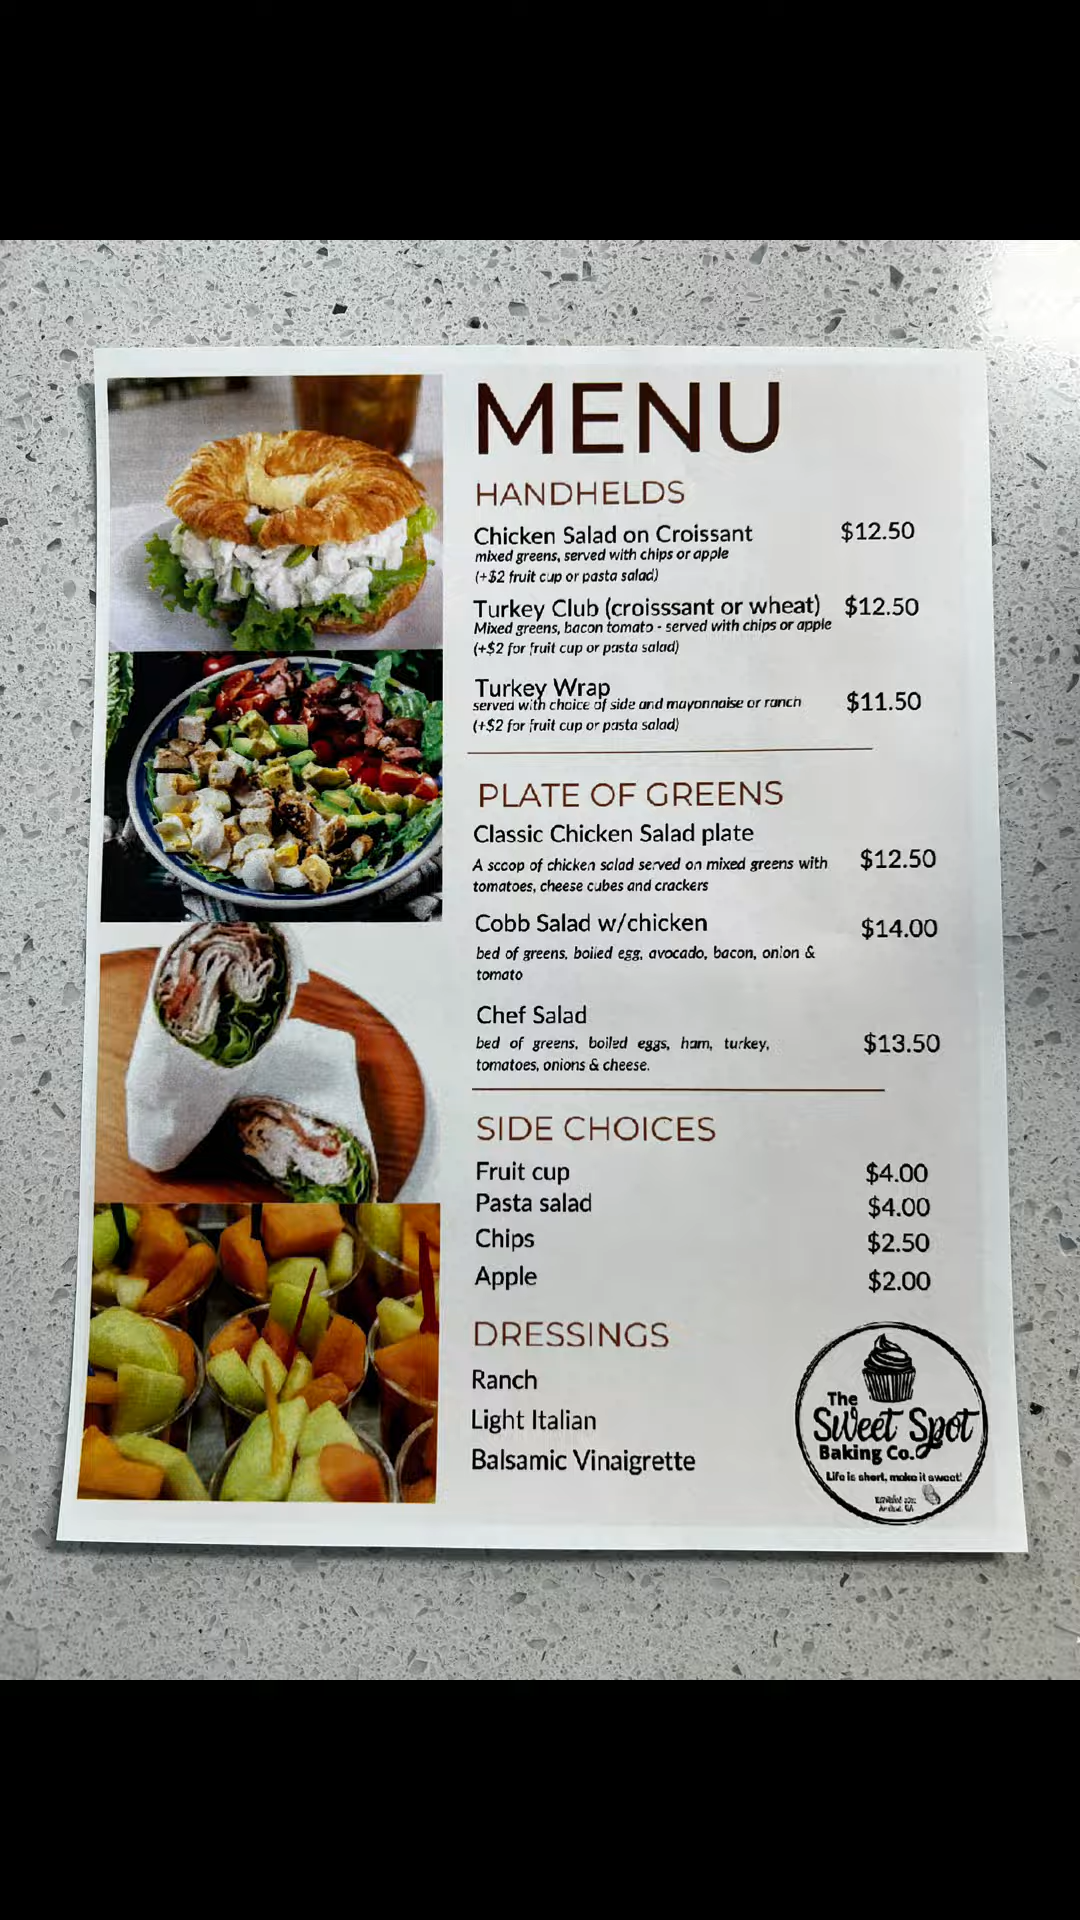 MENU
HANDHELDS
Chicken Salad on Croissant $12.50
mixed greens, served with chips or apple
(+$2 fruit cup or pasta salad)
Turkey Club (croisssant or wheat) $12.50
Mixed greens, bacon tomato - served with chips or apple
(+$2 for fruit cup or pasta salad)
Turkey Wrap $11.50
served with choice of side and mayonnaise or ranch
(+$2 for fruit cup or pasta salad)
PLATE OF GREENS
Classic Chicken Salad plate $12.50
A scoop of chicken salad served on mixed greens with
tomatoes, cheese cubes and crackers
Cobb Salad w/chicken $14.00
bed of greens, boiled egg, avocado, bacon, onion &
tomato
Chef Salad $13.50
bed of greens, boiled eggs, ham, turkey,
tomatoes, onions & cheese.
SIDE CHOICES
Fruit cup $4.00
Pasta salad $4.00
Chips $2.50
Apple $2.00
DRESSINGS
Ranch
Light Italian
Balsamic Vinaigrette
The
Sweet Spot
Baking Co.
Life is short, make it sweet!